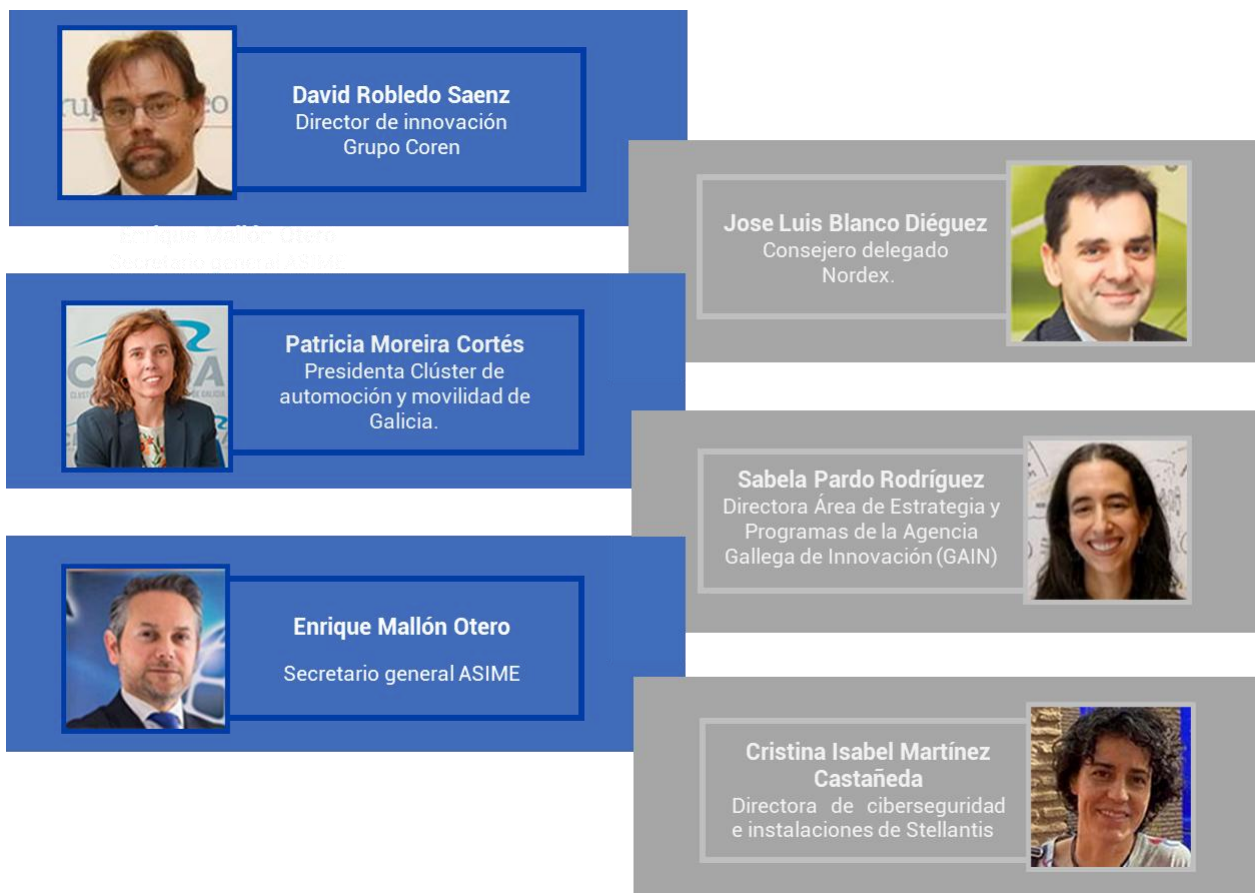 David Robledo Saenz
Director de innovación
Grupo Coren
Enrique Mallón Otero
Secretario general ASIME
Jose Luis Blanco Diéguez
Consejero delegado
Nordex.
Patricia Moreira Cortés
Presidenta Clúster de
automoción y movilidad de
Galicia.
Sabela Pardo Rodríguez
Directora Área de Estrategia y
Programas de la Agencia
Gallega de Innovación (GAIN)
Enrique Mallón Otero
Secretario general ASIME
Cristina Isabel Martínez
Castañeda
Directora de ciberseguridad
e instalaciones de Stellantis